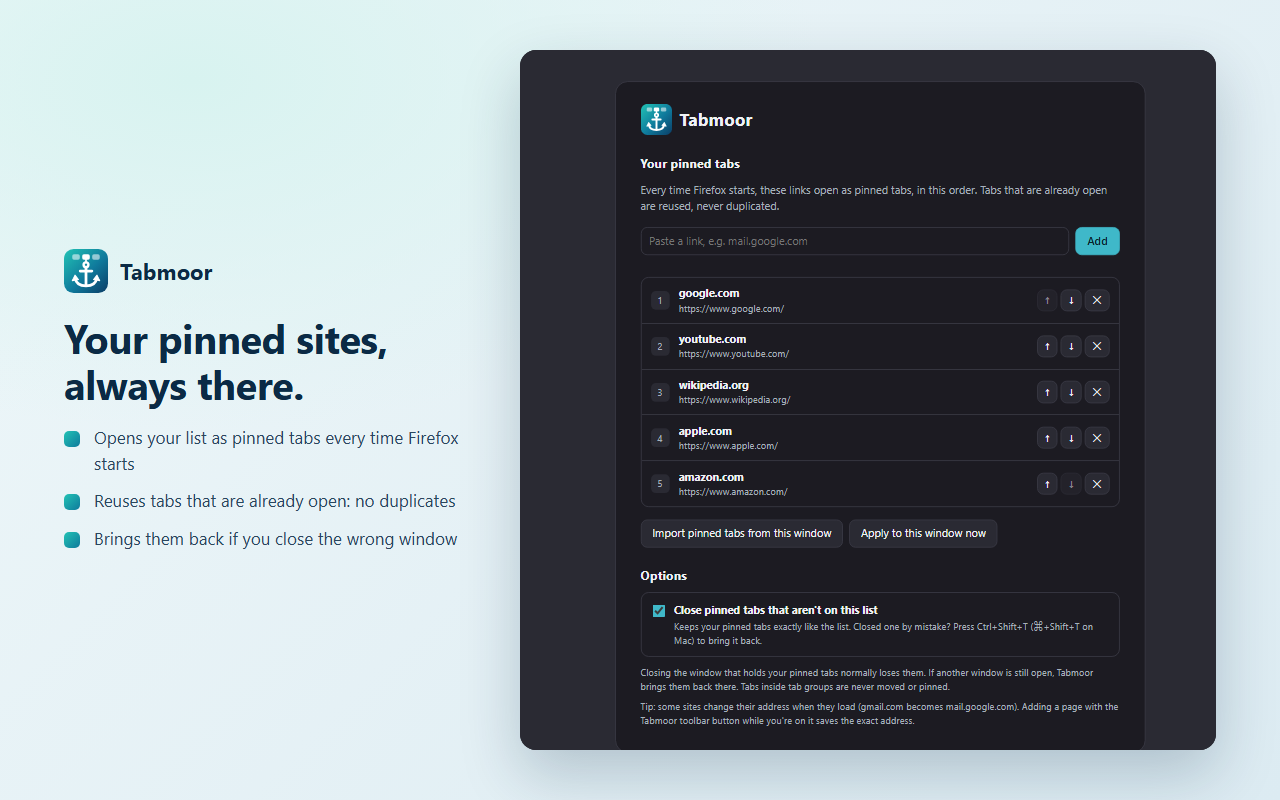 Tabmoor
Your pinned sites,
always there.
Opens your list as pinned tabs every time Firefox
starts
Reuses tabs that are already open: no duplicates
Brings them back if you close the wrong window
Tabmoor
Your pinned tabs
Every time Firefox starts, these links open as pinned tabs, in this order. Tabs that are already open
are reused, never duplicated.
Paste a link, e.g. mail.google.com
Add
1
google.com
https://www.google.com/
↑ ↓ ✕
2
youtube.com
https://www.youtube.com/
↑ ↓ ✕
3
wikipedia.org
https://www.wikipedia.org/
↑ ↓ ✕
4
apple.com
https://www.apple.com/
↑ ↓ ✕
5
amazon.com
https://www.amazon.com/
↑ ↓ ✕
Import pinned tabs from this window
Apply to this window now
Options
Close pinned tabs that aren't on this list
Keeps your pinned tabs exactly like the list. Closed one by mistake? Press Ctrl+Shift+T (⌘+Shift+T on
Mac) to bring it back.
Closing the window that holds your pinned tabs normally loses them. If another window is still open, Tabmoor
brings them back there. Tabs inside tab groups are never moved or pinned.
Tip: some sites change their address when they load (gmail.com becomes mail.google.com). Adding a page with the
Tabmoor toolbar button while you're on it saves the exact address.